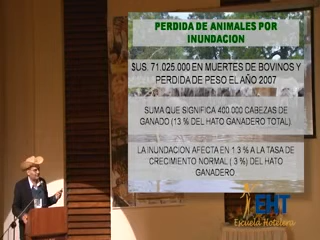 PERDIDA DE ANIMALES POR
INUNDACION
$US. 71.025.000 EN MUERTES DE BOVINOS Y
PERDIDA DE PESO EL AÑO 2007
SUMA QUE SIGNIFICA 400 000 CABEZAS DE
GANADO (13 % DEL HATO GANADERO TOTAL)
LA INUNDACION AFECTA EN 1 3 % A LA TASA DE
CRECIMIENTO NORMAL ( 3 %) DEL HATO
GANADERO
EHT
Escuela Hotelera